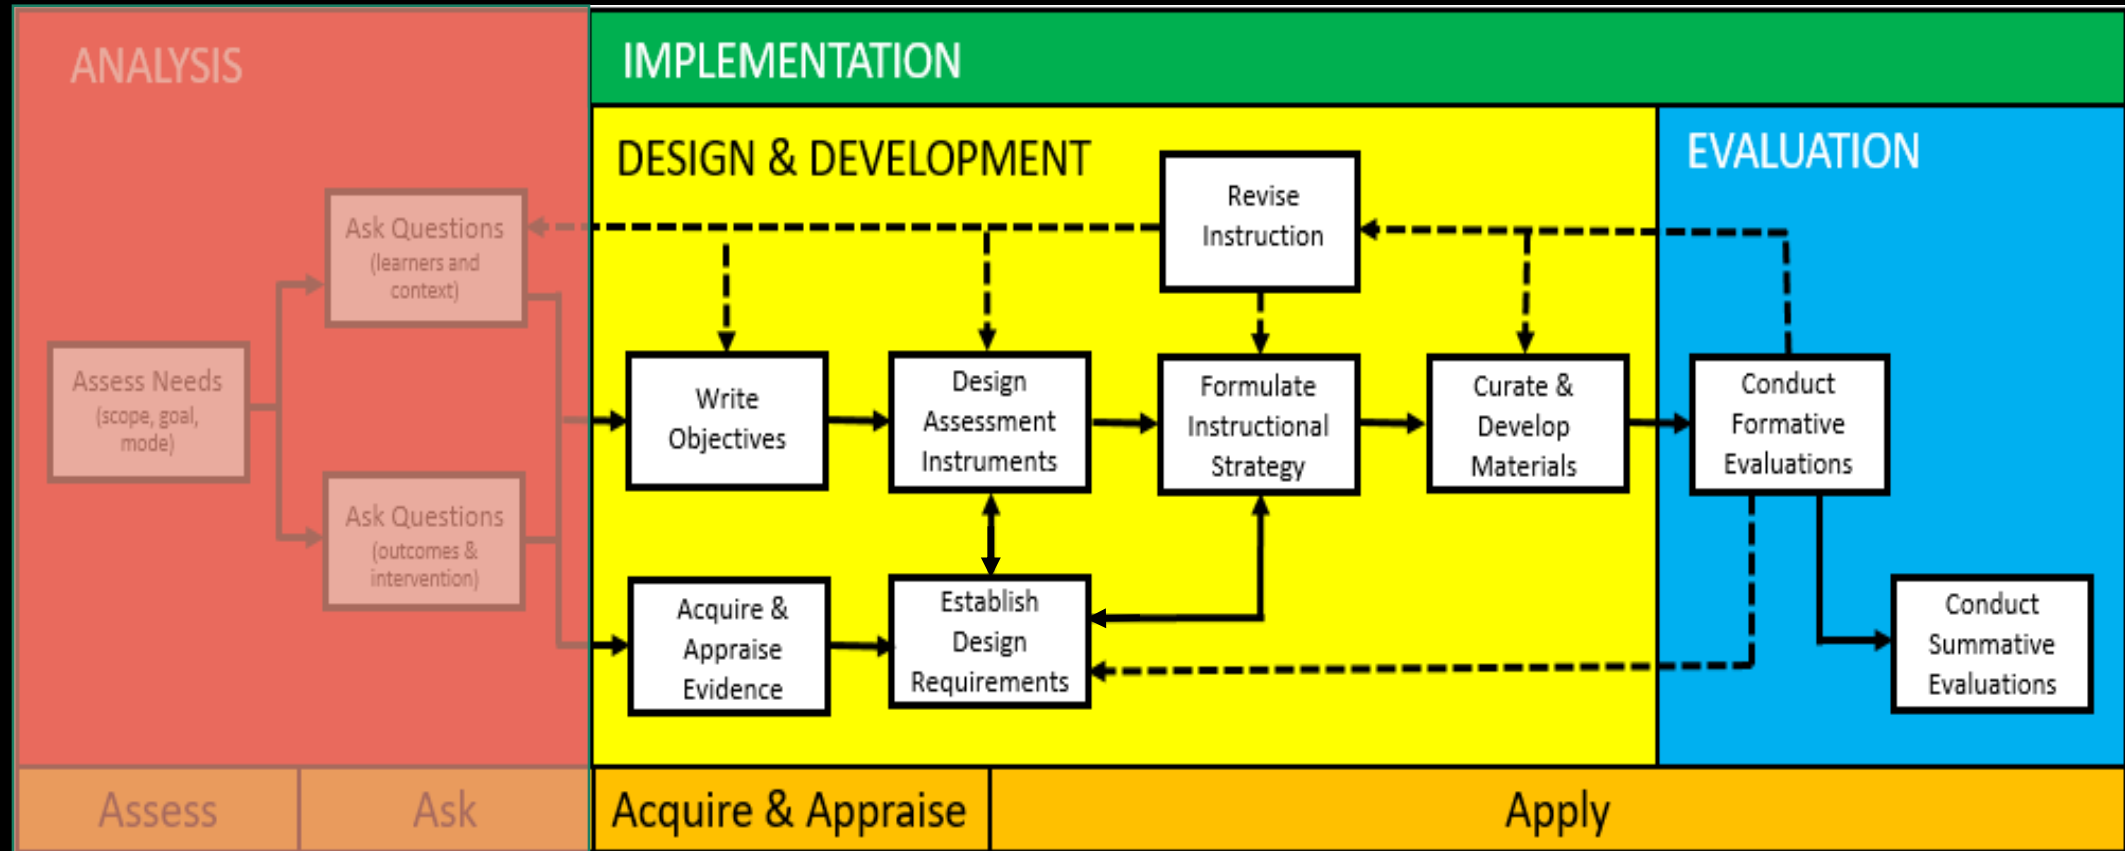 ANALYSIS
IMPLEMENTATION
DESIGN & DEVELOPMENT
EVALUATION
Revise
Instruction
Ask Questions
(learners and
context)
Assess Needs
(scope, goal,
mode)
Ask Questions
(outcomes &
intervention)
Write
Objectives
Design
Assessment
Instruments
Formulate
Instructional
Strategy
Curate &
Develop
Materials
Conduct
Formative
Evaluations
Acquire &
Appraise
Evidence
Establish
Design
Requirements
Conduct
Summative
Evaluations
Assess
Ask
Acquire & Appraise
Apply